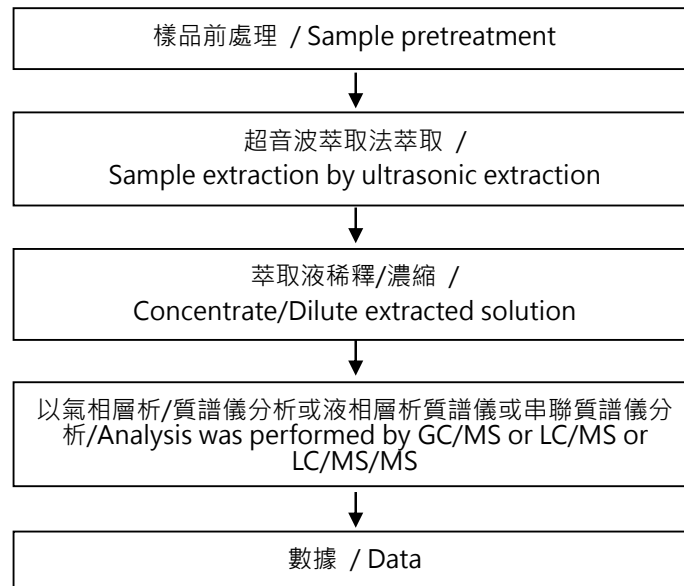 樣品前處理 / Sample pretreatment
超音波萃取法萃取 /
Sample extraction by ultrasonic extraction
萃取液稀釋/濃縮 /
Concentrate/Dilute extracted solution
以氣相層析/質譜儀分析或液相層析質譜儀或串聯質譜儀分
析/Analysis was performed by GC/MS or LC/MS or
LC/MS/MS
數據 / Data